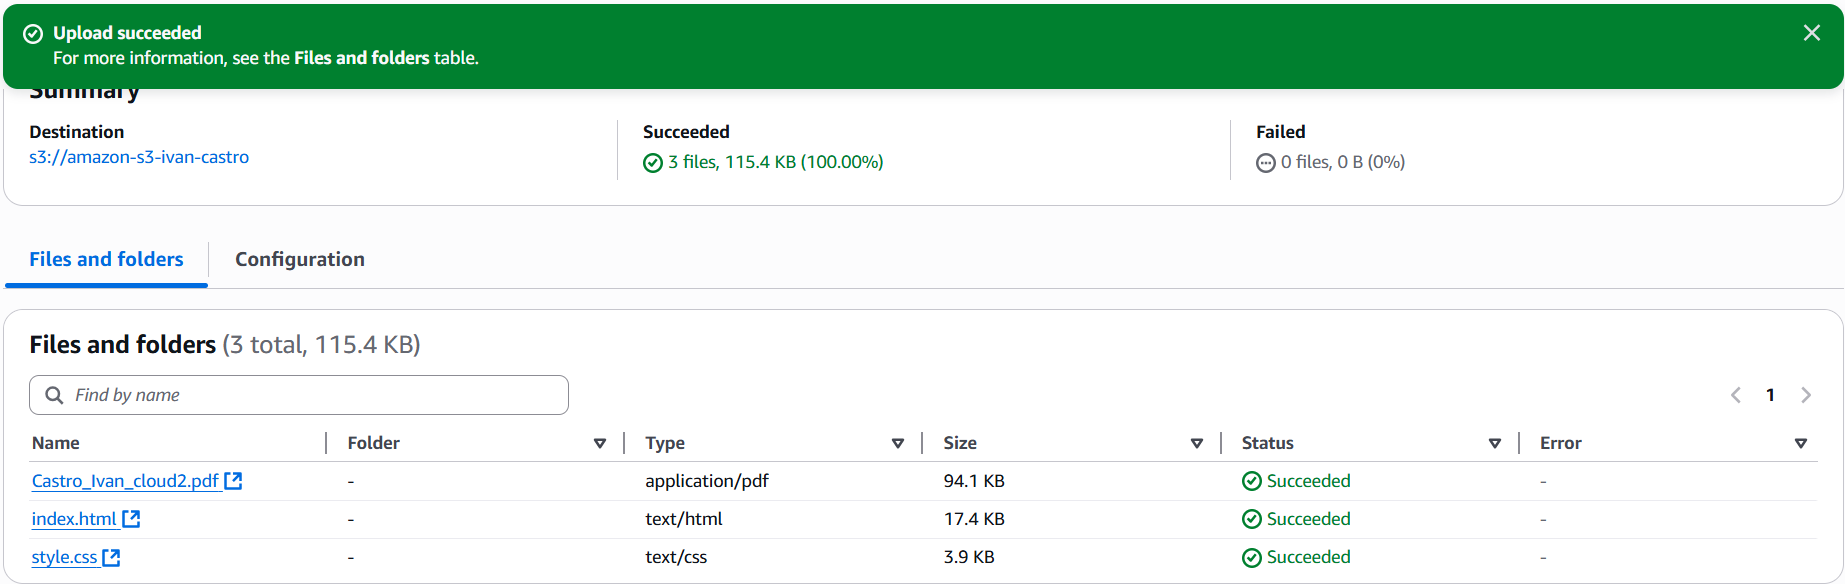 Upload succeeded
For more information, see the Files and folders table.
Summary
Destination
s3://amazon-s3-ivan-castro
Succeeded
3 files, 115.4 KB (100.00%)
Failed
0 files, 0 B (0%)
Files and folders
Configuration
Files and folders (3 total, 115.4 KB)
Find by name
1
Name Folder Type Size Status Error
Castro_Ivan_cloud2.pdf - application/pdf 94.1 KB Succeeded -
index.html - text/html 17.4 KB Succeeded -
style.css - text/css 3.9 KB Succeeded -